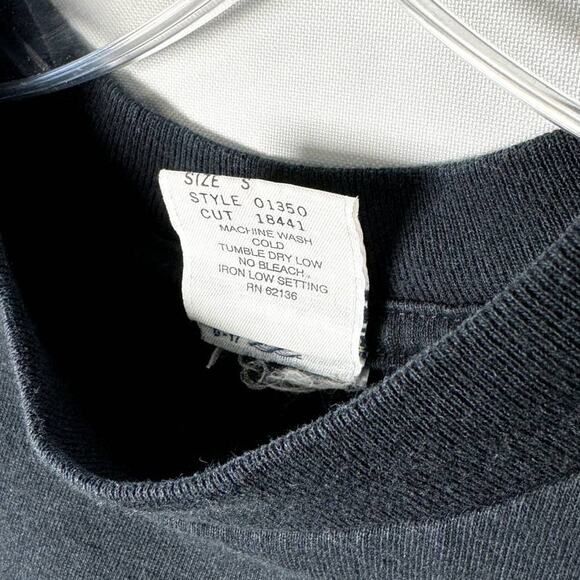 SIZE S
STYLE 01350
CUT 18441
MACHINE WASH
COLD
TUMBLE DRY LOW
NO BLEACH
IRON LOW SETTING
RN 62136